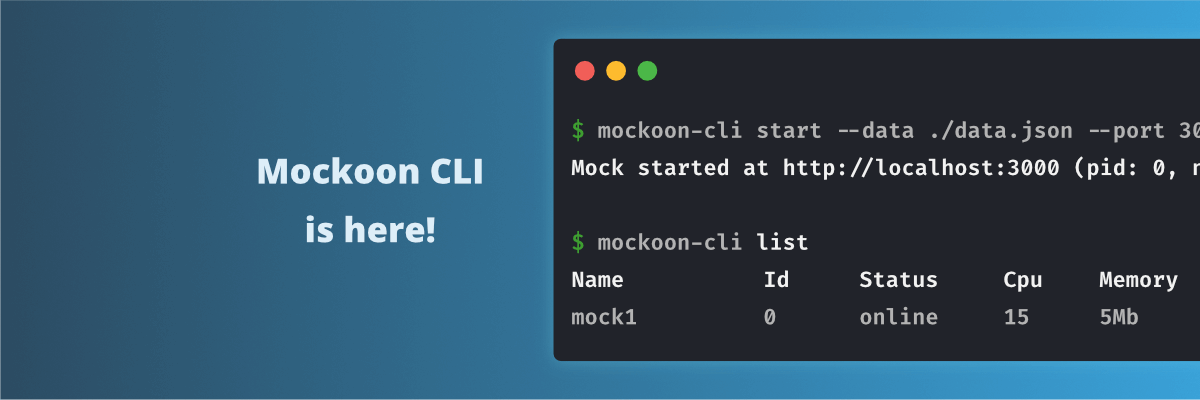 Mockoon CLI
is here!
$ mockoon-cli start --data ./data.json --port 30
Mock started at http://localhost:3000 (pid: 0,
$ mockoon-cli list
Name Id Status Cpu Memory
mock1 0 online 15 5Mb